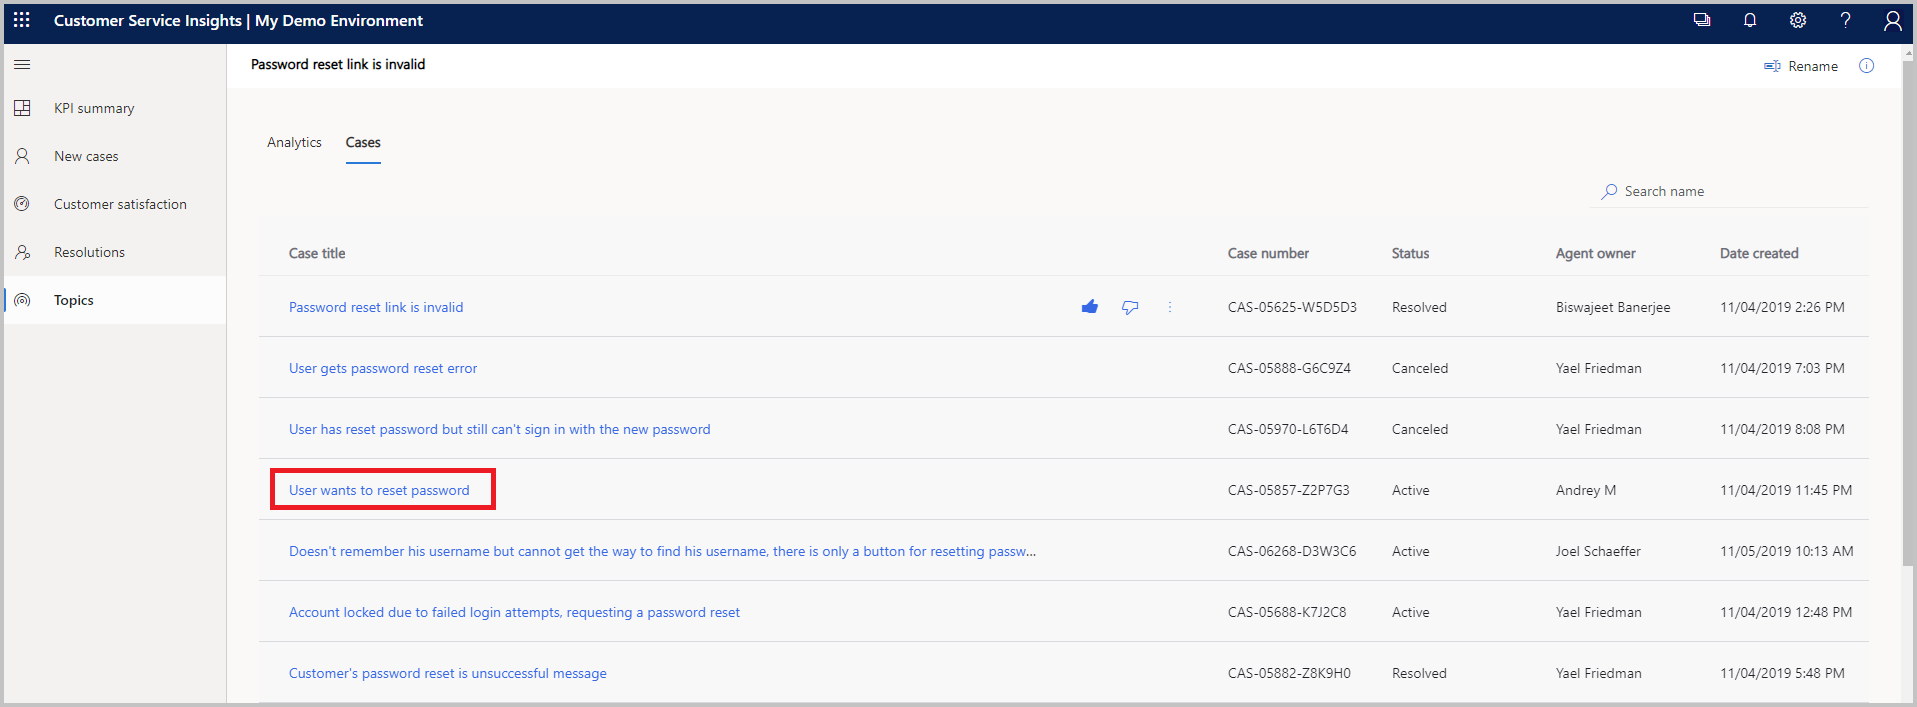 Customer Service Insights | My Demo Environment
Password reset link is invalid
Rename
KPI summary
New cases
Customer satisfaction
Resolutions
Topics
Analytics
Cases
Search name
Case title Case number Status Agent owner Date created
Password reset link is invalid CAS-05625-W5D5D3 Resolved Biswajeet Banerjee 11/04/2019 2:26 PM
User gets password reset error CAS-05888-G6C9Z4 Canceled Yael Friedman 11/04/2019 7:03 PM
User has reset password but still can't sign in with the new password CAS-05970-L6T6D4 Canceled Yael Friedman 11/04/2019 8:08 PM
User wants to reset password CAS-05857-Z2P7G3 Active Andrey M 11/04/2019 11:45 PM
Doesn't remember his username but cannot get the way to find his username, there is only a button for resetting passw... CAS-06268-D3W3C6 Active Joel Schaeffer 11/05/2019 10:13 AM
Account locked due to failed login attempts, requesting a password reset CAS-05688-K7J2C8 Active Yael Friedman 11/04/2019 12:48 PM
Customer's password reset is unsuccessful message CAS-05882-Z8K9H0 Resolved Yael Friedman 11/04/2019 5:48 PM